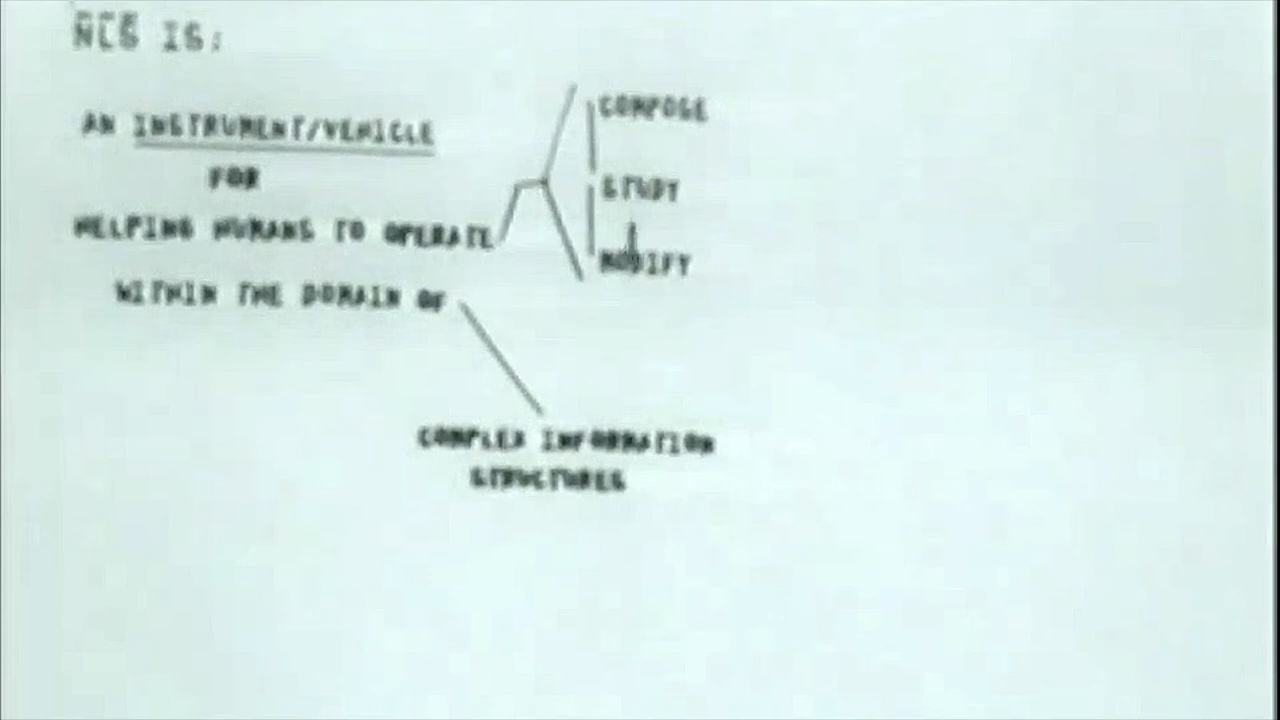 NLS IS:
AN INSTRUMENT/VEHICLE
FOR
HELPING HUMANS TO OPERATE
WITHIN THE DOMAIN OF
COMPOSE
STUDY
MODIFY
COMPLEX INFORMATION
STRUCTURES